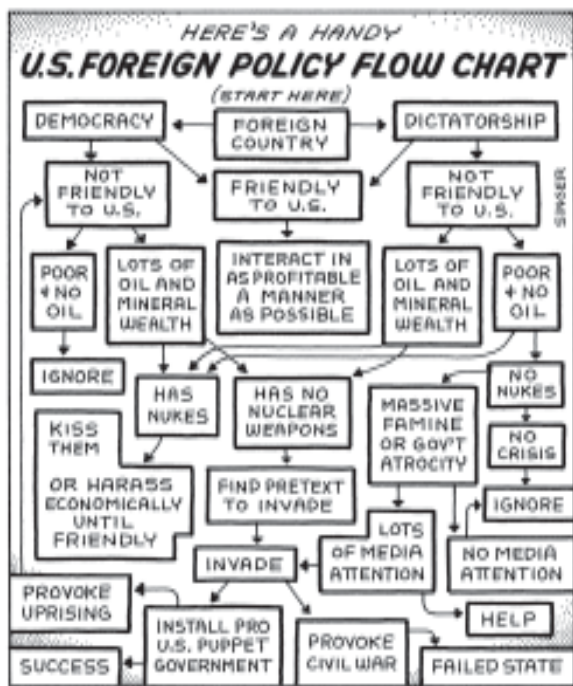 HERE'S A HANDY
U.S. FOREIGN POLICY FLOW CHART
(START HERE)
DEMOCRACY
FOREIGN
COUNTRY
DICTATORSHIP
NOT
FRIENDLY
TO U.S.
FRIENDLY
TO U.S.
NOT
FRIENDLY
TO U.S.
SINGER
POOR
& NO
OIL
LOTS OF
OIL AND
MINERAL
WEALTH
INTERACT IN
AS PROFITABLE
A MANNER
AS POSSIBLE
LOTS OF
OIL AND
MINERAL
WEALTH
POOR
& NO
OIL
IGNORE
HAS
NUKES
HAS NO
NUCLEAR
WEAPONS
MASSIVE
FAMINE
OR GOV'T
ATROCITY
NO
NUKES
NO
CRISIS
KISS
THEM
OR HARASS
ECONOMICALLY
UNTIL
FRIENDLY
FIND PRETEXT
TO INVADE
IGNORE
INVADE
LOTS
OF MEDIA
ATTENTION
NO MEDIA
ATTENTION
PROVOKE
UPRISING
INSTALL PRO
U.S. PUPPET
GOVERNMENT
PROVOKE
CIVIL WAR
HELP
SUCCESS
FAILED STATE